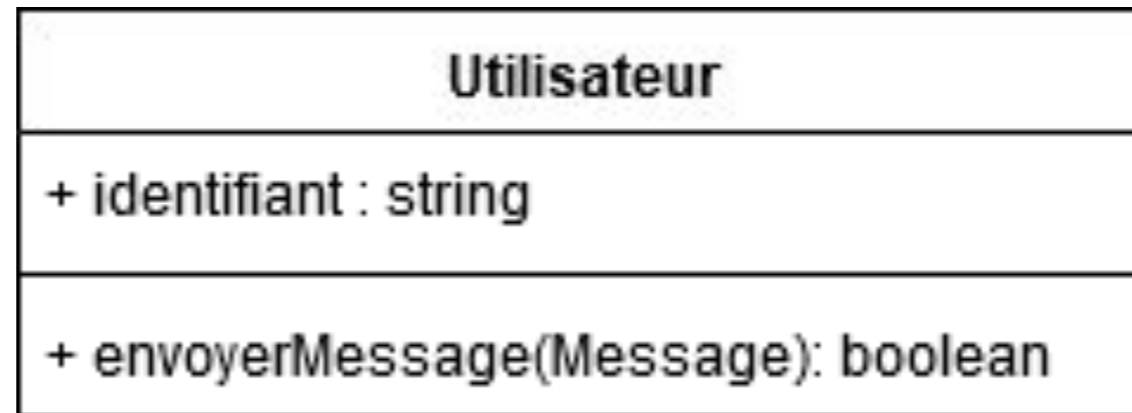 Utilisateur
+ identifiant : string
+ envoyerMessage(Message): boolean